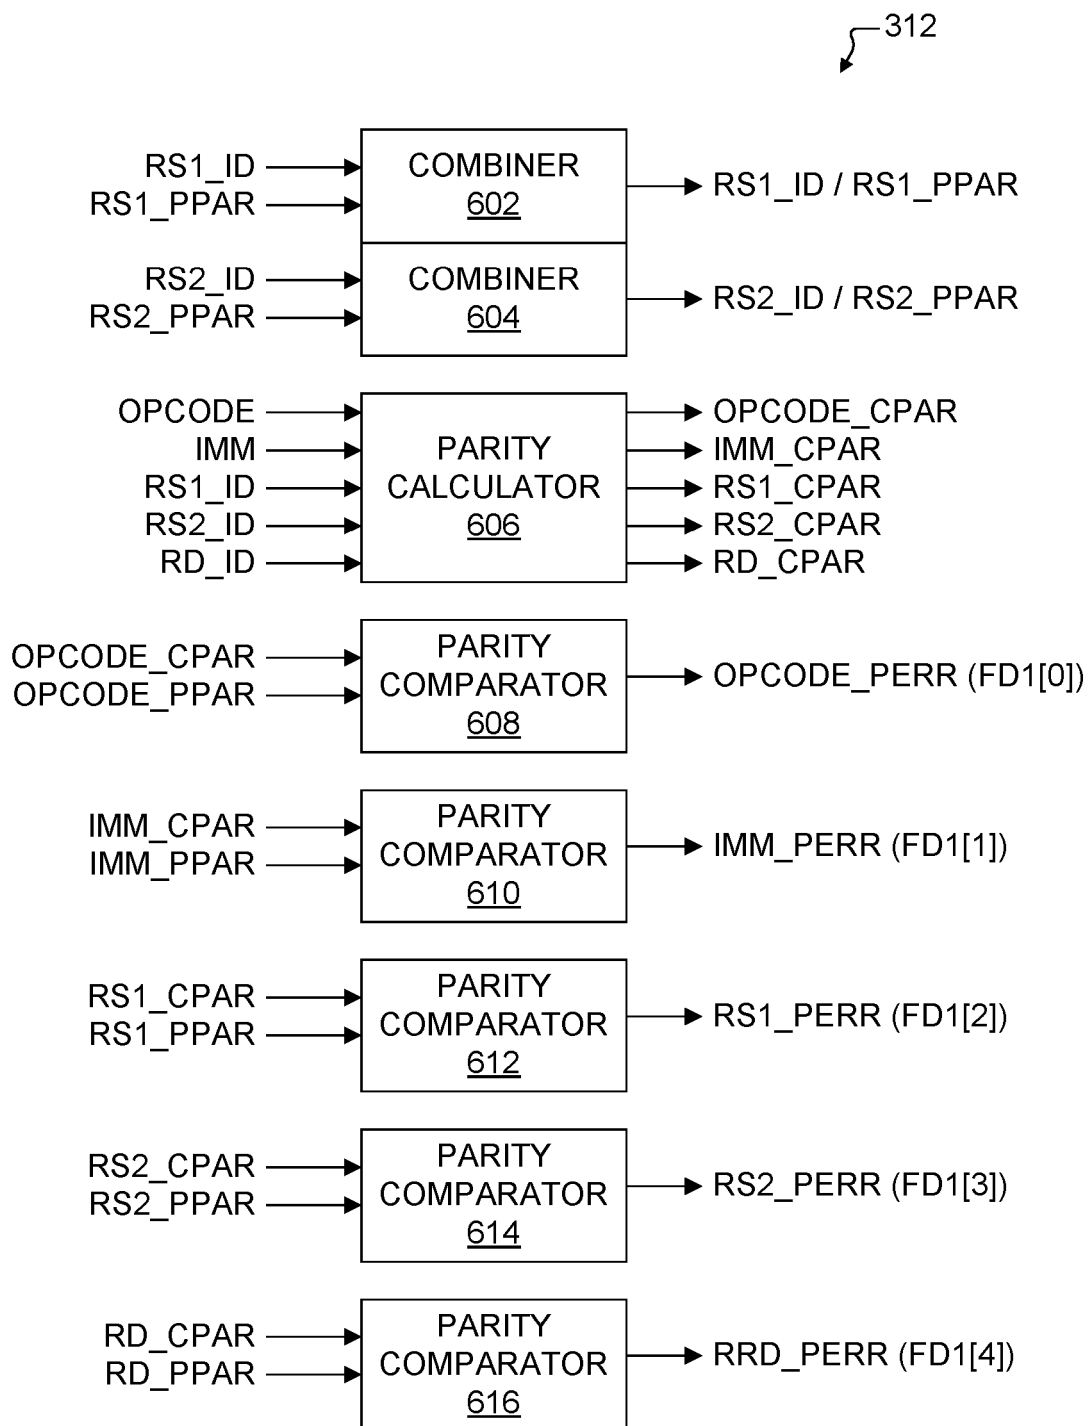 312
RS1_ID
RS1_PPAR
COMBINER
602
RS1_ID / RS1_PPAR
RS2_ID
RS2_PPAR
COMBINER
604
RS2_ID / RS2_PPAR
OPCODE
IMM
RS1_ID
RS2_ID
RD_ID
PARITY
CALCULATOR
606
OPCODE_CPAR
IMM_CPAR
RS1_CPAR
RS2_CPAR
RD_CPAR
OPCODE_CPAR
OPCODE_PPAR
PARITY
COMPARATOR
608
OPCODE_PERR (FD1[0])
IMM_CPAR
IMM_PPAR
PARITY
COMPARATOR
610
IMM_PERR (FD1[1])
RS1_CPAR
RS1_PPAR
PARITY
COMPARATOR
612
RS1_PERR (FD1[2])
RS2_CPAR
RS2_PPAR
PARITY
COMPARATOR
614
RS2_PERR (FD1[3])
RD_CPAR
RD_PPAR
PARITY
COMPARATOR
616
RRD_PERR (FD1[4])